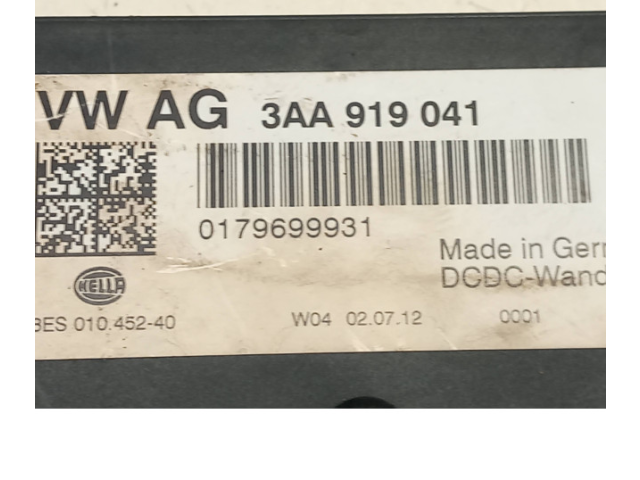 VW AG 3AA 919 041
0179699931
Made in Ger
DCDC-Wand
HELLA
BES 010.452-40 W04 02.07.12 0001